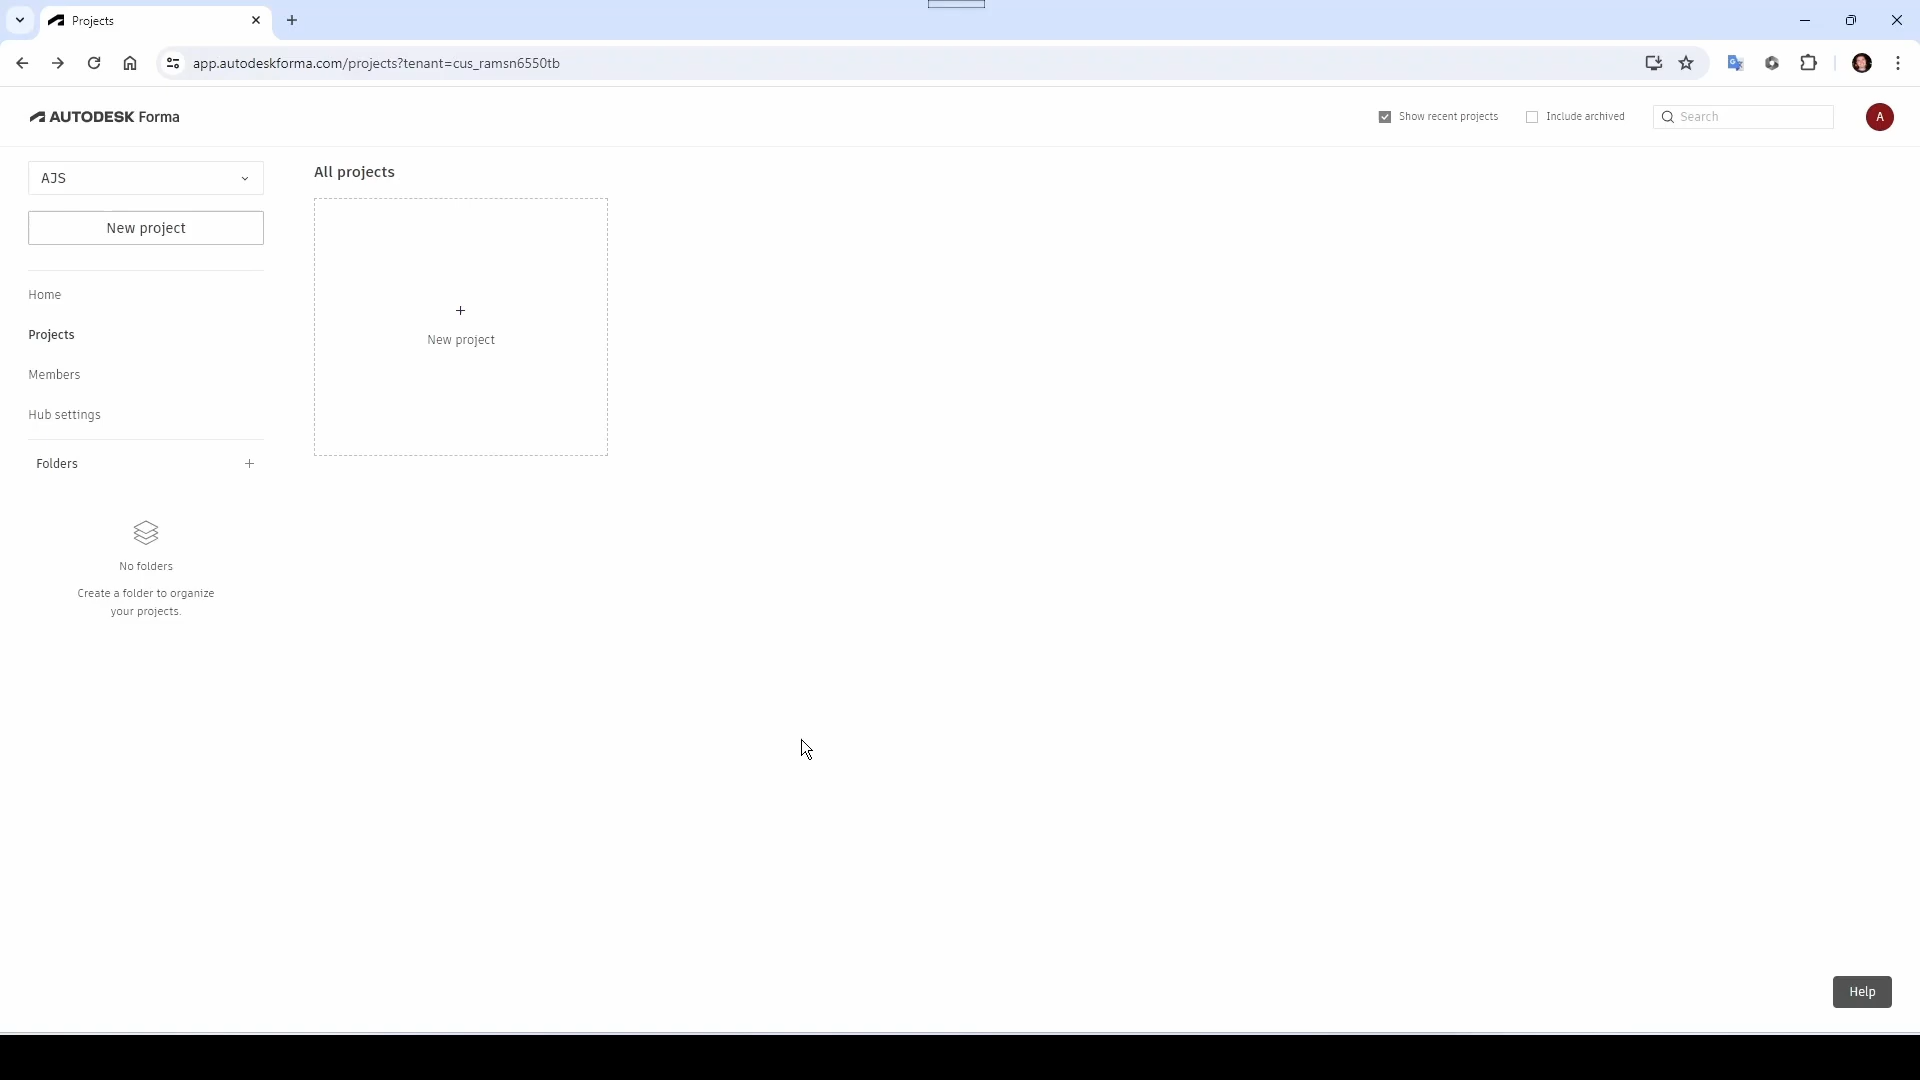 Projects
app.autodeskforma.com/projects?tenant=cus_ramsn6550tb
AUTODESK Forma
Show recent projects
Include archived
Search
A
AJS
New project
Home
Projects
Members
Hub settings
Folders
No folders
Create a folder to organize
your projects.
All projects
New project
Help